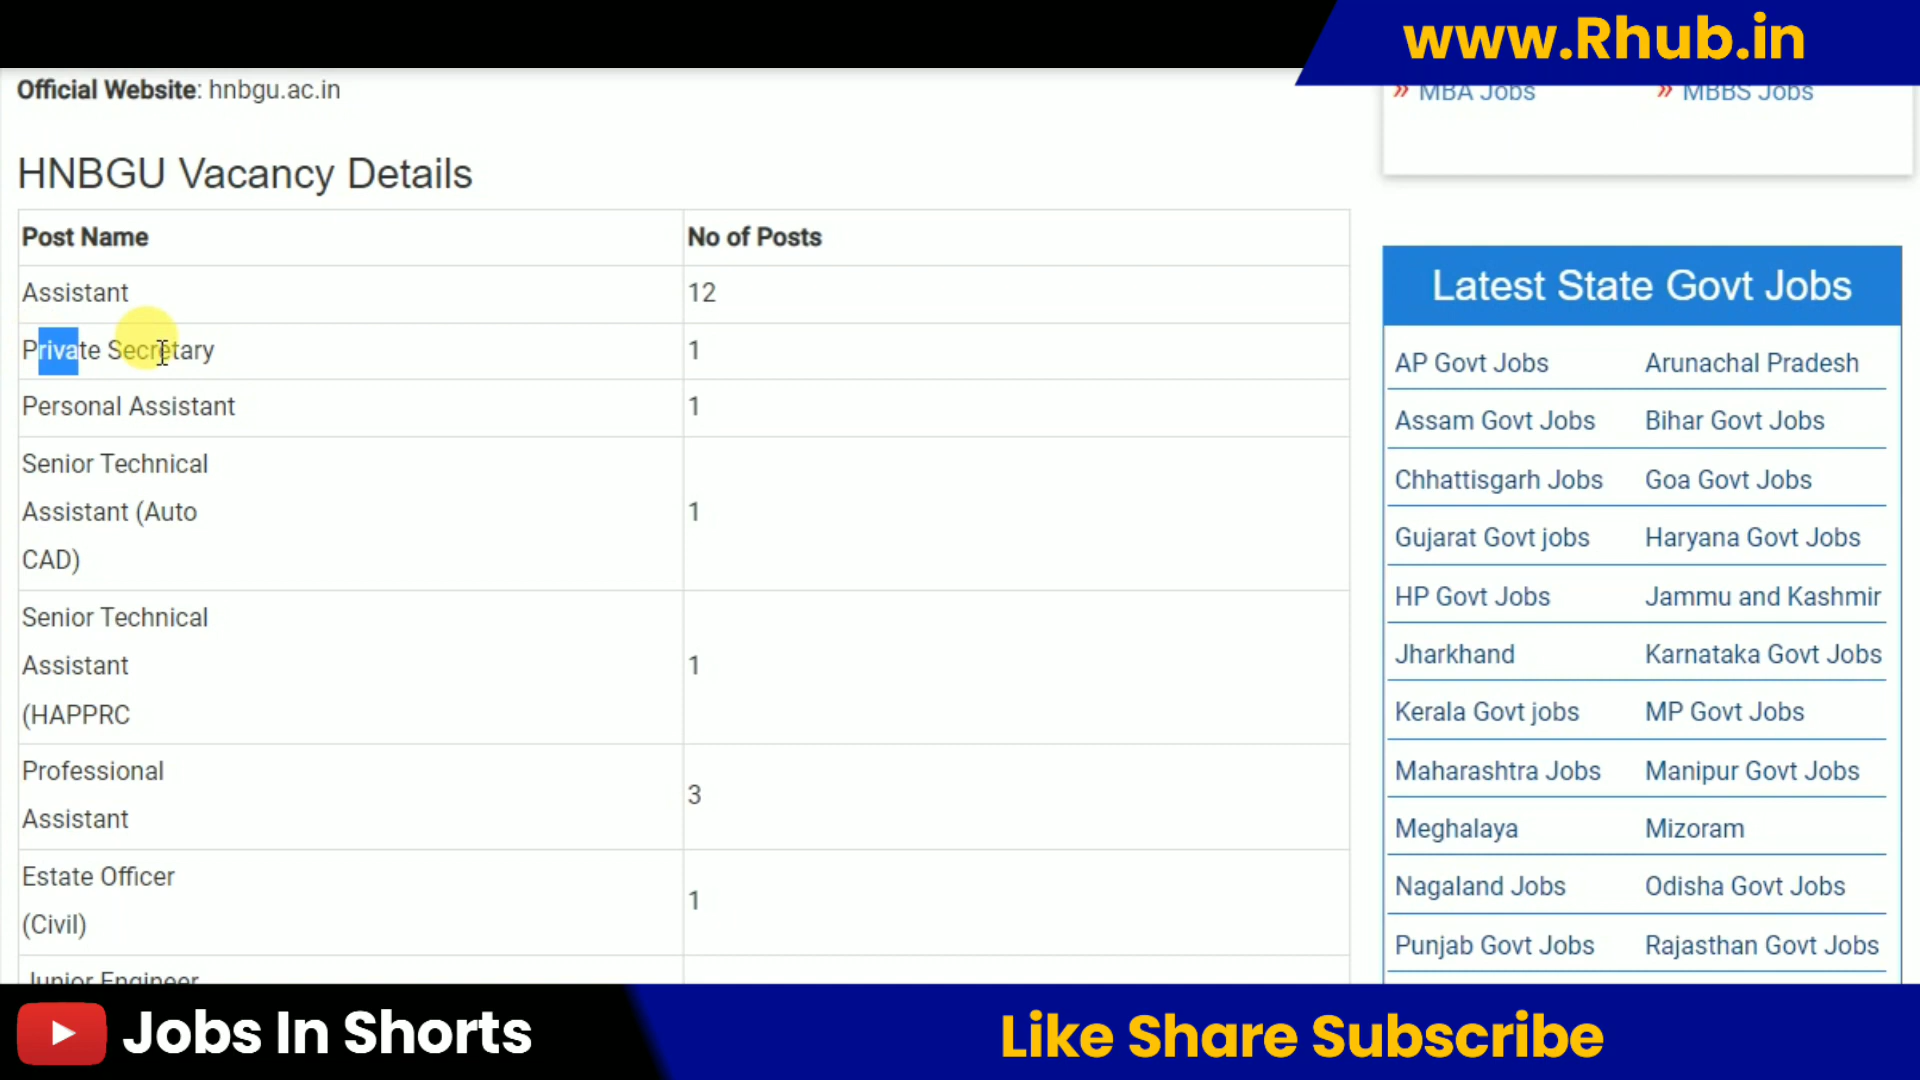 www.Rhub.in
Official Website: hnbgu.ac.in
» MBA Jobs » MBBS Jobs
HNBGU Vacancy Details
Post Name No of Posts
Assistant 12
Private Secretary 1
Personal Assistant 1
Senior Technical
Assistant (Auto 1
CAD)
Senior Technical
Assistant 1
(HAPPRC
Professional
Assistant
3
Estate Officer
(Civil)
1
Junior Engineer
Latest State Govt Jobs
AP Govt Jobs Arunachal Pradesh
Assam Govt Jobs Bihar Govt Jobs
Chhattisgarh Jobs Goa Govt Jobs
Gujarat Govt jobs Haryana Govt Jobs
HP Govt Jobs Jammu and Kashmir
Jharkhand Karnataka Govt Jobs
Kerala Govt jobs MP Govt Jobs
Maharashtra Jobs Manipur Govt Jobs
Meghalaya Mizoram
Nagaland Jobs Odisha Govt Jobs
Punjab Govt Jobs Rajasthan Govt Jobs
Jobs In Shorts
Like Share Subscribe